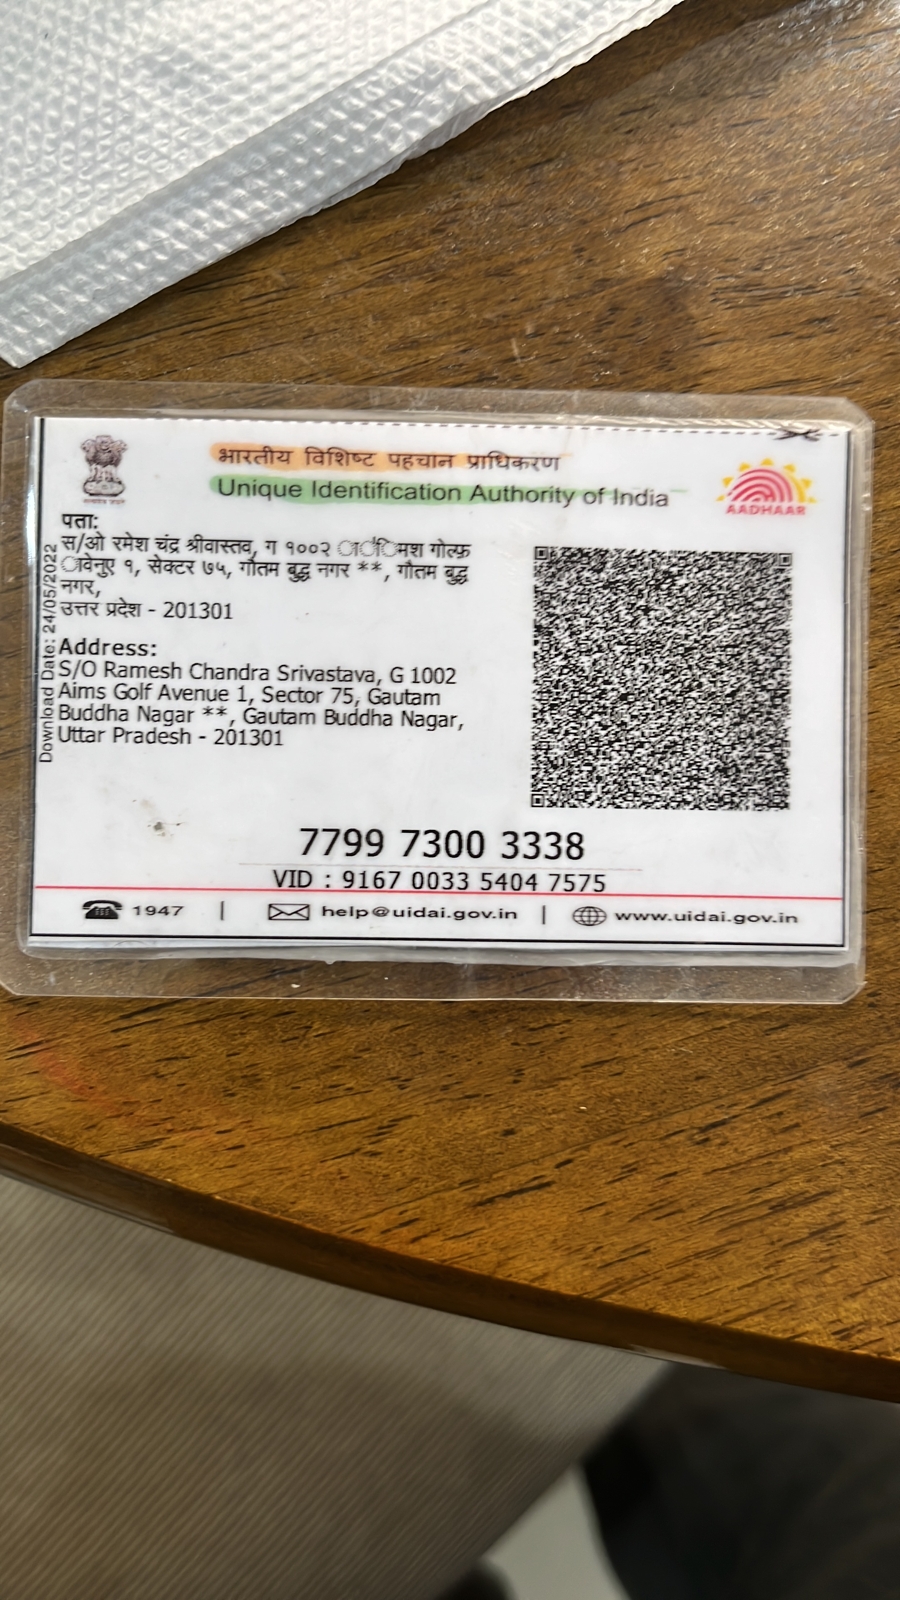 भारतीय विशिष्ट पहचान प्राधिकरण
Unique Identification Authority of India
AADHAAR
पता:
स/ओ रमेश चंद्र श्रीवास्तव, ग १००२ गोल्फ़
१, सेक्टर ७५, गौतम बुद्ध नगर **, गौतम बुद्ध
नगर,
उत्तर प्रदेश - 201301
Download Date: 24/05/2022
Address:
S/O Ramesh Chandra Srivastava, G 1002
Aims Golf Avenue 1, Sector 75, Gautam
Buddha Nagar **, Gautam Buddha Nagar,
Uttar Pradesh - 201301
7799 7300 3338
VID : 9167 0033 5404 7575
1947 | help@uidai.gov.in | www.uidai.gov.in